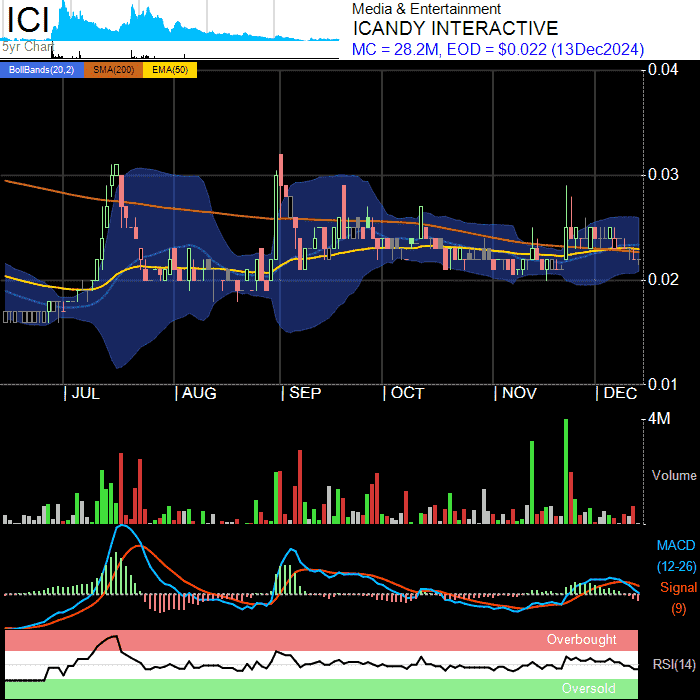 ICI
5yr Chart
Media & Entertainment
ICANDY INTERACTIVE
MC = 28.2M, EOD = $0.022 (13Dec2024)
BollBands(20,2) SMA(200) EMA(50)
0.04
0.03
0.02
0.01
JUL AUG SEP OCT NOV DEC
4M
Volume
MACD
(12-26)
Signal
(9)
Overbought
RSI(14)
Oversold